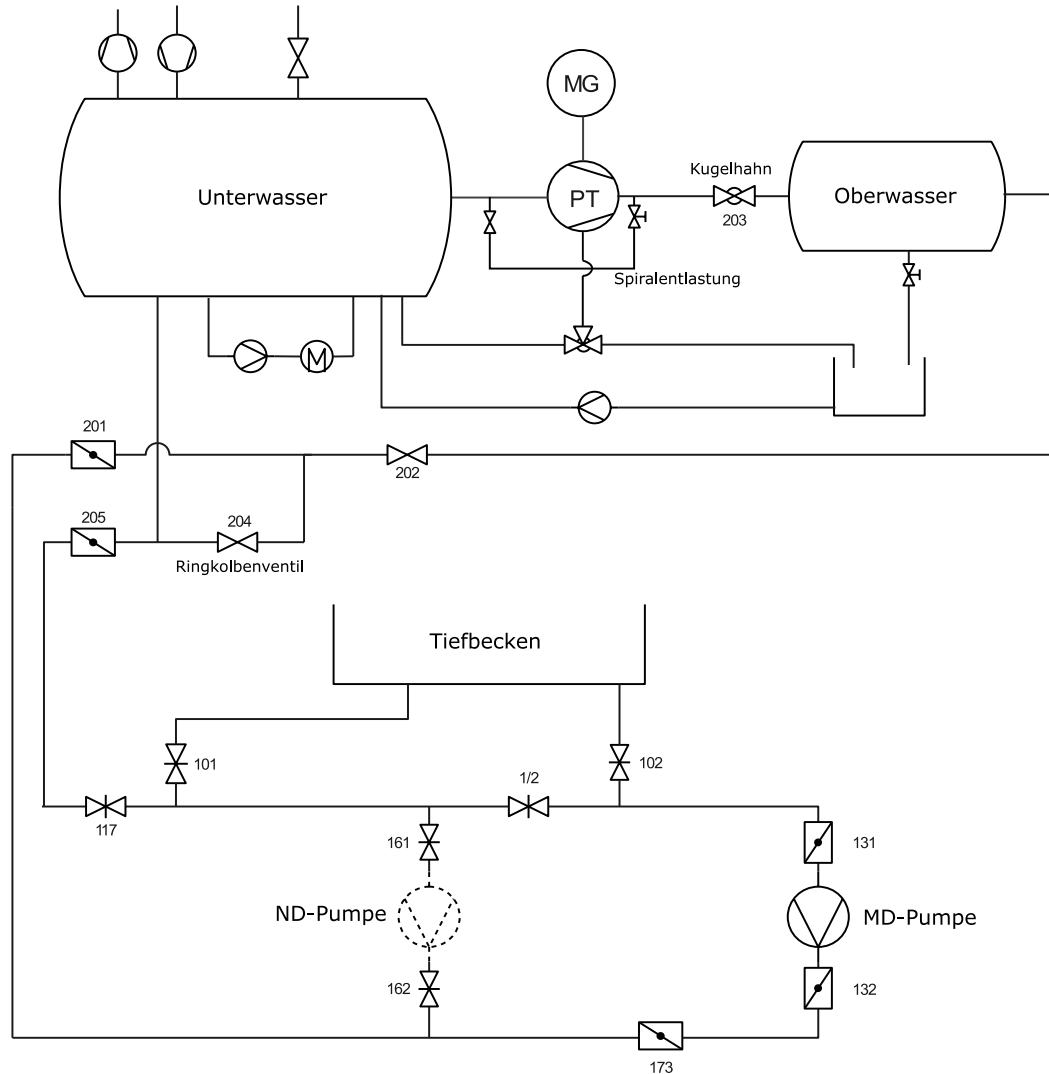 MG
Unterwasser
PT
Kugelhahn
203
Oberwasser
Spiralentlastung
M
201
202
205
204
Ringkolbenventil
Tiefbecken
101
102
1/2
117
161
131
ND-Pumpe
MD-Pumpe
162
132
173